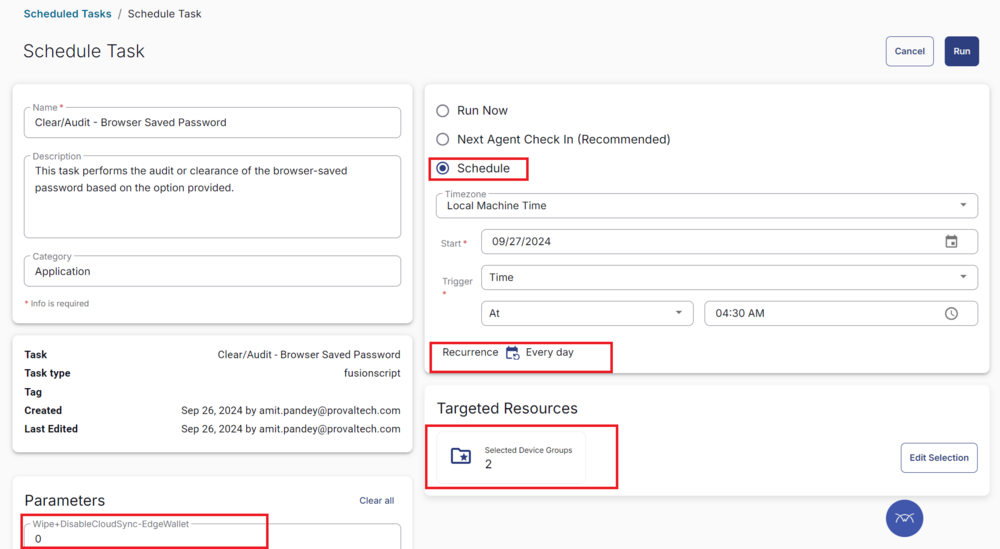 Scheduled Tasks / Schedule Task
Schedule Task
Cancel
Run
Name *
Clear/Audit - Browser Saved Password
Description
This task performs the audit or clearance of the browser-saved
password based on the option provided.
Category
Application
* Info is required
Task Clear/Audit - Browser Saved Password
Task type fusionscript
Tag
Created Sep 26, 2024 by amit.pandey@provaltech.com
Last Edited Sep 26, 2024 by amit.pandey@provaltech.com
Parameters
Clear all
Wipe+DisableCloudSync-EdgeWallet
0
Run Now
Next Agent Check In (Recommended)
Schedule
Timezone
Local Machine Time
Start * 09/27/2024
Trigger * Time
At 04:30 AM
Recurrence Every day
Targeted Resources
Selected Device Groups
2
Edit Selection